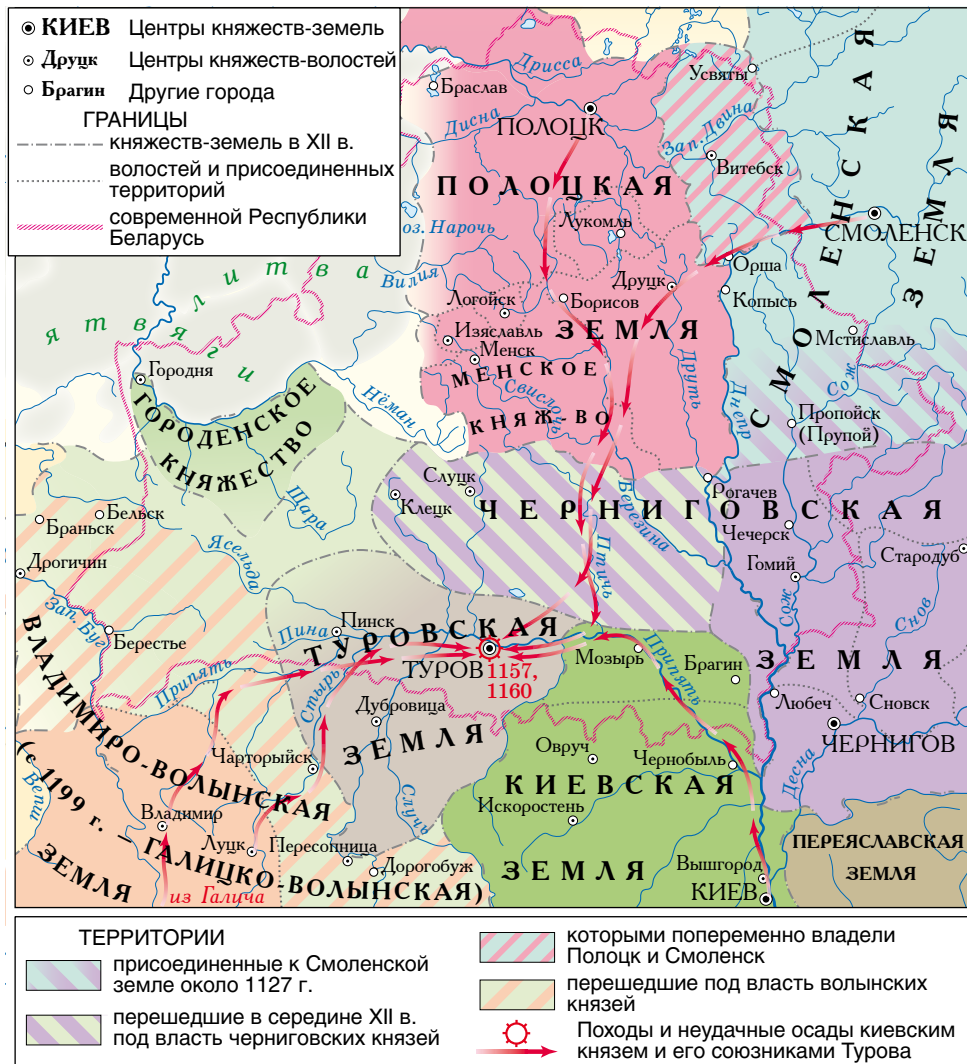 КИЕВ Центры княжеств-земель
Друцк Центры княжеств-волостей
Брагин Другие города
ГРАНИЦЫ
княжеств-земель в XII в.
волостей и присоединенных
территорий
современной Республики
Беларусь
Браслав
Дрисса
Усвяты
Дисна
ПОЛОЦК
Зап. Двина
Витебск
ПОЛОЦКАЯ
ЗЕМЛЯ
Лукомль
СМОЛЕНСК
СМОЛЕНСКАЯ
ЗЕМЛЯ
оз. Нарочь
Вилия
Орша
Друцк
Копысь
Логойск
Борисов
литва
ятвяги
Изяславль
Менск
МЕНСКОЕ
КНЯЖ-ВО
Свислочь
Друть
Днепр
Мстиславль
Сож
Городня
ГОРОДЕНСКОЕ
КНЯЖЕСТВО
Нёман
Пропойск
(Прупой)
Щара
Слуцк
Клецк
ЧЕРНИГОВСКАЯ
ЗЕМЛЯ
Березина
Рогачев
Чечерск
Стародуб
Гомий
Бельск
Браньск
Дрогичин
Ясельда
Птичь
Сож
Снов
Зап. Буг
Берестье
Пинск
Пина
ТУРОВСКАЯ
ЗЕМЛЯ
ТУРОВ 1157,
1160
Мозырь
Припять
Брагин
Припять
Стырь
Дубровица
Любеч
Сновск
ЧЕРНИГОВ
Десна
ВЛАДИМИРО-ВОЛЫНСКАЯ
(с 1199 г. – ГАЛИЦКО-ВОЛЫНСКАЯ)
ЗЕМЛЯ
Чарторыйск
Овруч
Чернобыль
КИЕВСКАЯ
ЗЕМЛЯ
Искоростень
Случь
Владимир
Луцк
Пересопница
Дорогобуж
ПЕРЕЯСЛАВСКАЯ
ЗЕМЛЯ
Вышгород
КИЕВ
из Галича
ТЕРРИТОРИИ
присоединенные к Смоленской
земле около 1127 г.
перешедшие в середине XII в.
под власть черниговских князей
которыми попеременно владели
Полоцк и Смоленск
перешедшие под власть волынских
князей
Походы и неудачные осады киевским
князем и его союзниками Турова